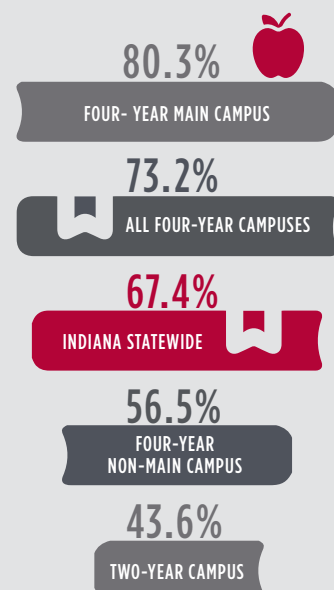 80.3%
FOUR- YEAR MAIN CAMPUS
73.2%
ALL FOUR-YEAR CAMPUSES
67.4%
INDIANA STATEWIDE
56.5%
FOUR-YEAR
NON-MAIN CAMPUS
43.6%
TWO-YEAR CAMPUS